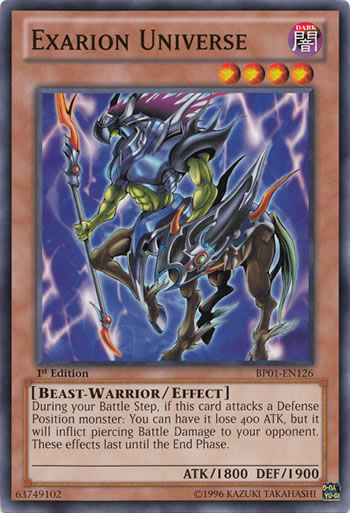 EXARION UNIVERSE
DARK
闇
1st Edition
BP01-EN126
[BEAST-WARRIOR/EFFECT]
During your Battle Step, if this card attacks a Defense
Position monster: You can have it lose 400 ATK, but it
will inflict piercing Battle Damage to your opponent.
These effects last until the End Phase.
ATK/1800 DEF/1900
63749102
©1996 KAZUKI TAKAHASHI